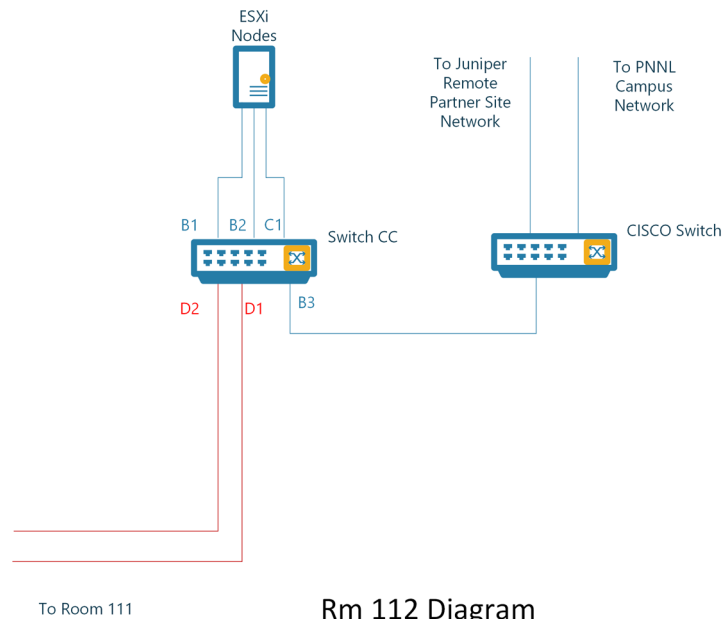 ESXi
Nodes
To Juniper
Remote
Partner Site
Network
To PNNL
Campus
Network
B1
B2
C1
Switch CC
CISCO Switch
D2
D1
B3
To Room 111
Rm 112 Diagram